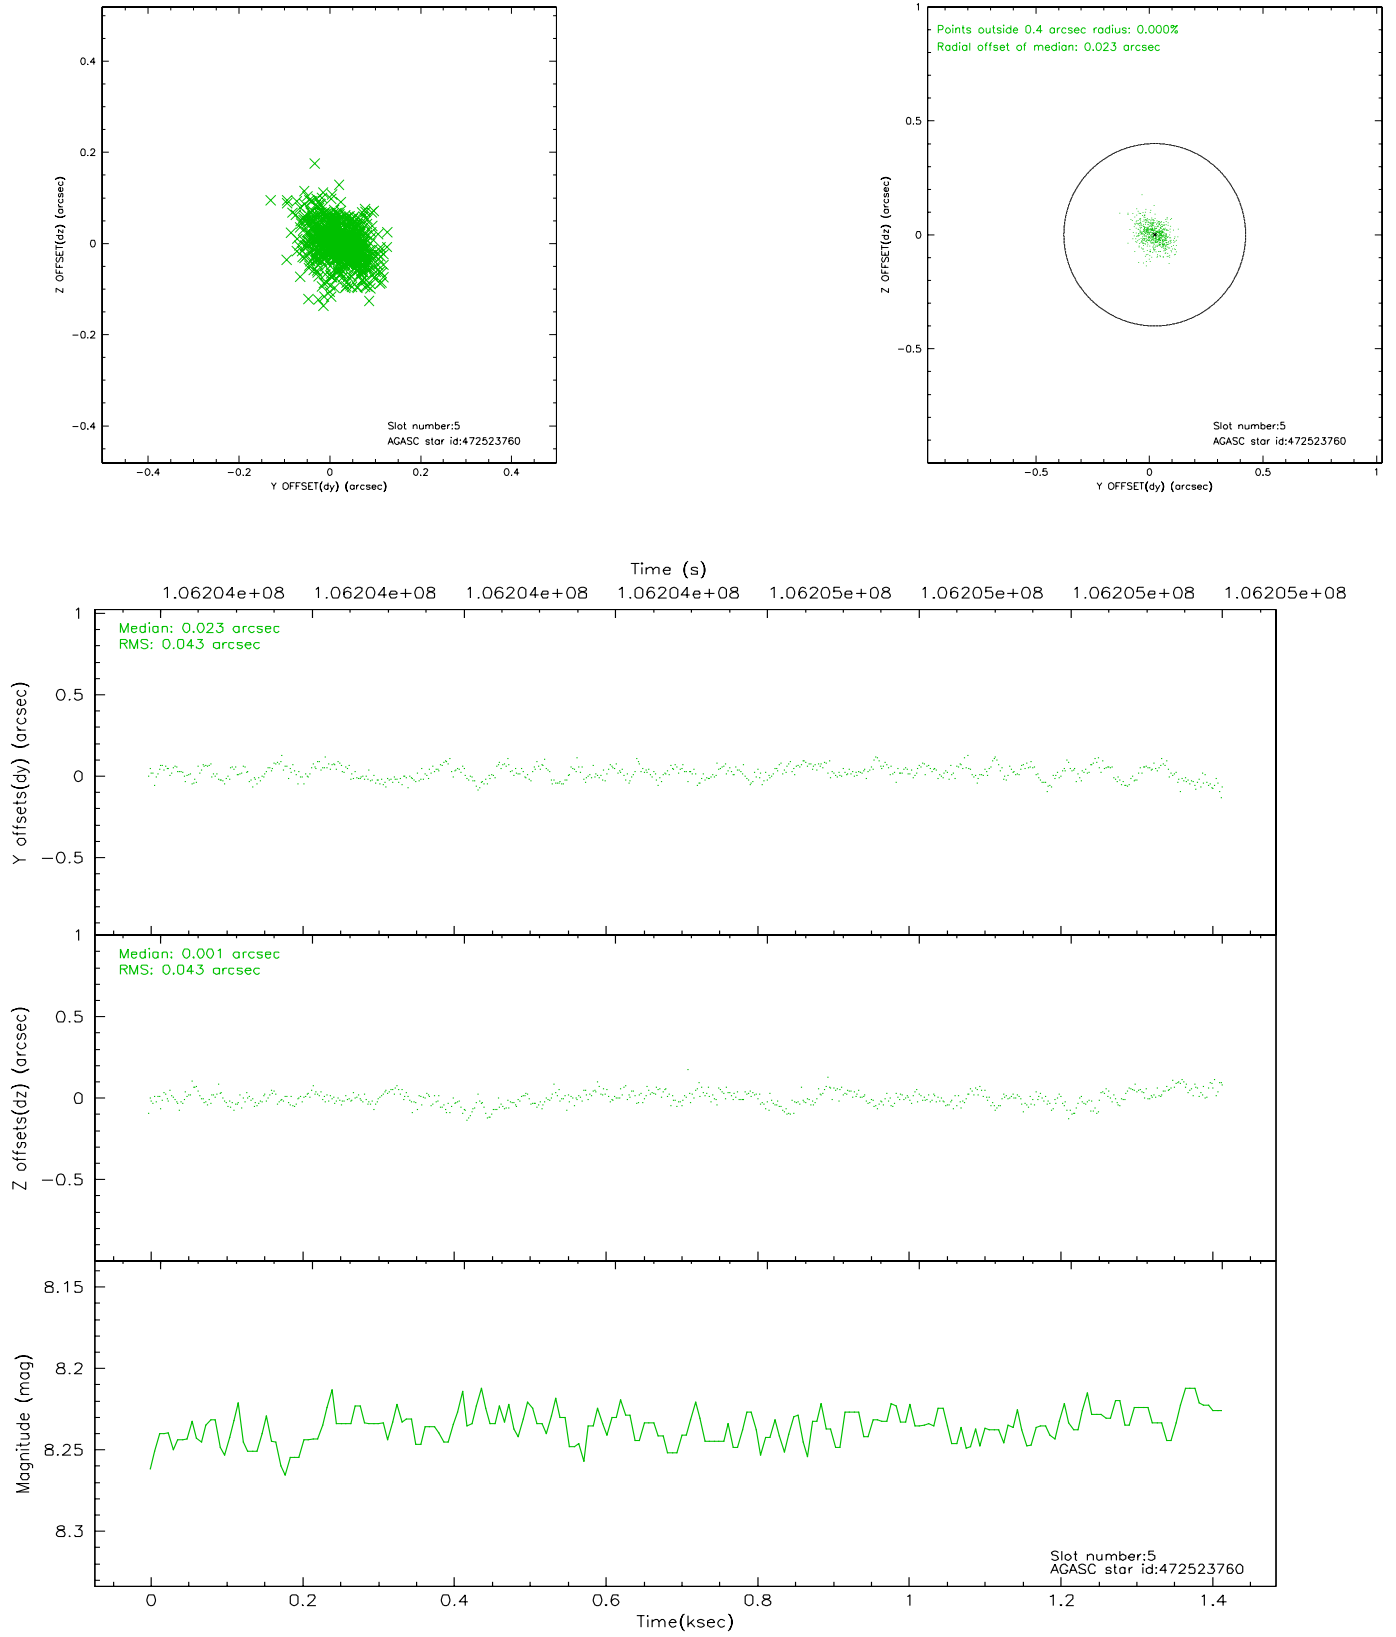 0.4
0.2
0
−0.2
−0.4
Z OFFSET(dz) (arcsec)
Slot number:5
AGASC star id:472523760
−0.4 −0.2 0 0.2 0.4
Y OFFSET(dy) (arcsec)
1
0.5
0
−0.5
Z OFFSET(dz) (arcsec)
Points outside 0.4 arcsec radius: 0.000%
Radial offset of median: 0.023 arcsec
Slot number:5
AGASC star id:472523760
−0.5 0 0.5 1
Y OFFSET(dy) (arcsec)
Time (s)
1.06204e+08 1.06204e+08 1.06204e+08 1.06204e+08 1.06205e+08 1.06205e+08 1.06205e+08 1.06205e+08
Median: 0.023 arcsec
RMS: 0.043 arcsec
1
0.5
0
−0.5
Y offsets(dy) (arcsec)
Median: 0.001 arcsec
RMS: 0.043 arcsec
1
0.5
0
−0.5
Z offsets(dz) (arcsec)
8.15
8.2
8.25
8.3
Magnitude (mag)
Slot number:5
AGASC star id:472523760
0 0.2 0.4 0.6 0.8 1 1.2 1.4
Time(ksec)